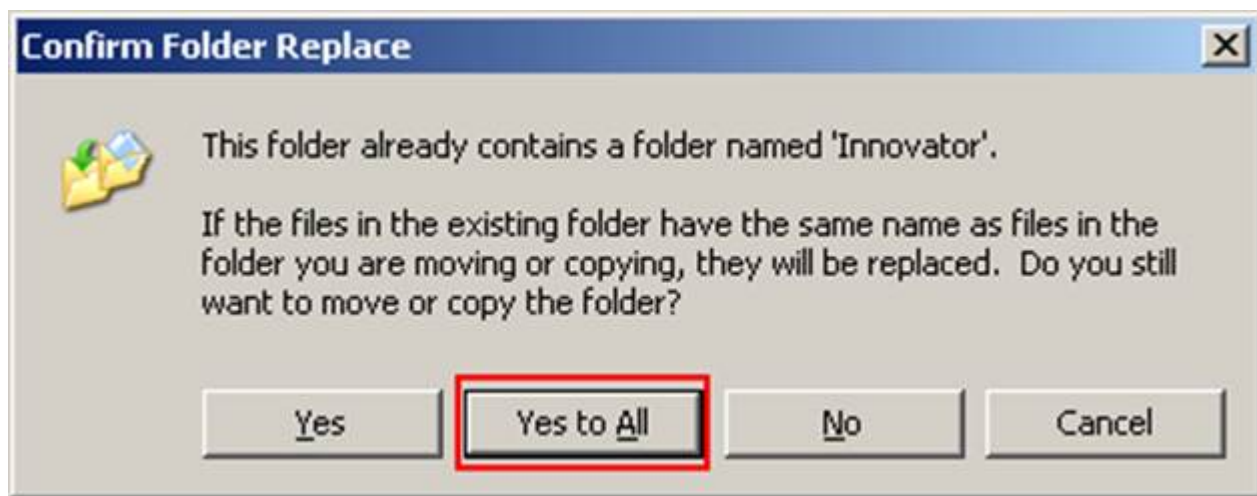 Confirm Folder Replace
This folder already contains a folder named 'Innovator'.
If the files in the existing folder have the same name as files in the
folder you are moving or copying, they will be replaced.  Do you still
want to move or copy the folder?
Yes Yes to All No Cancel